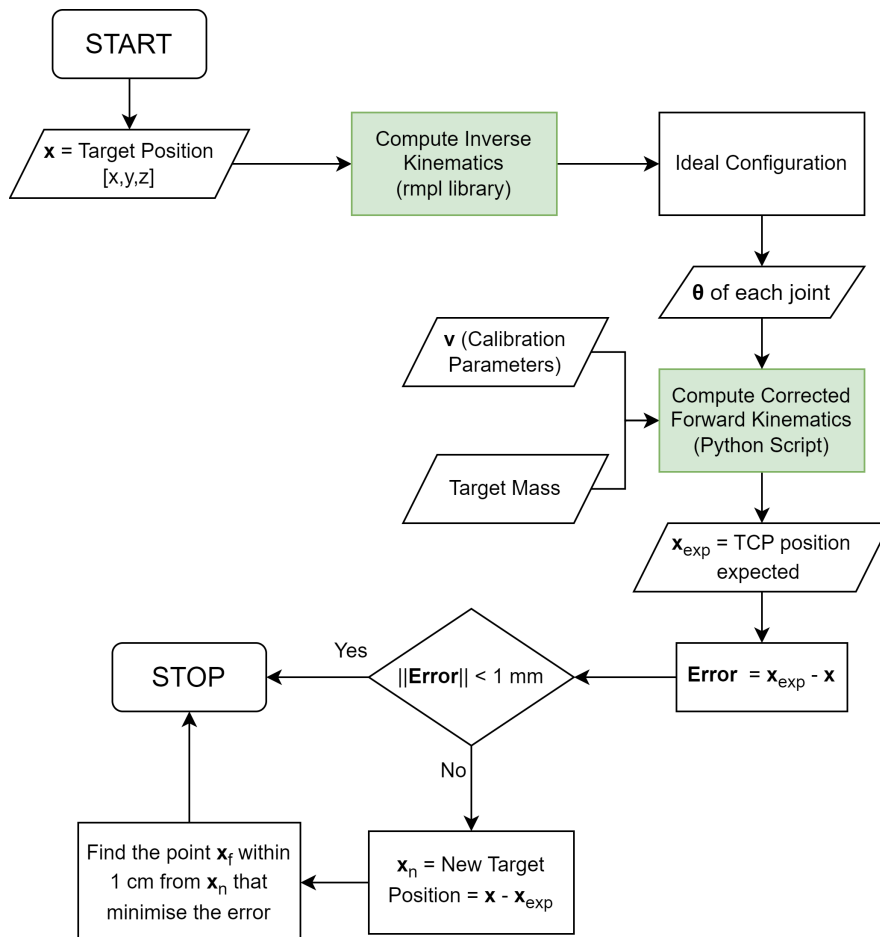 START
x = Target Position
[x,y,z]
Compute Inverse
Kinematics
(rmpl library)
Ideal Configuration
θ of each joint
v (Calibration
Parameters)
Target Mass
Compute Corrected
Forward Kinematics
(Python Script)
xexp = TCP position
expected
Error = xexp - x
||Error|| < 1 mm
Yes
STOP
No
xn = New Target
Position = x - xexp
Find the point xf within
1 cm from xn that
minimise the error